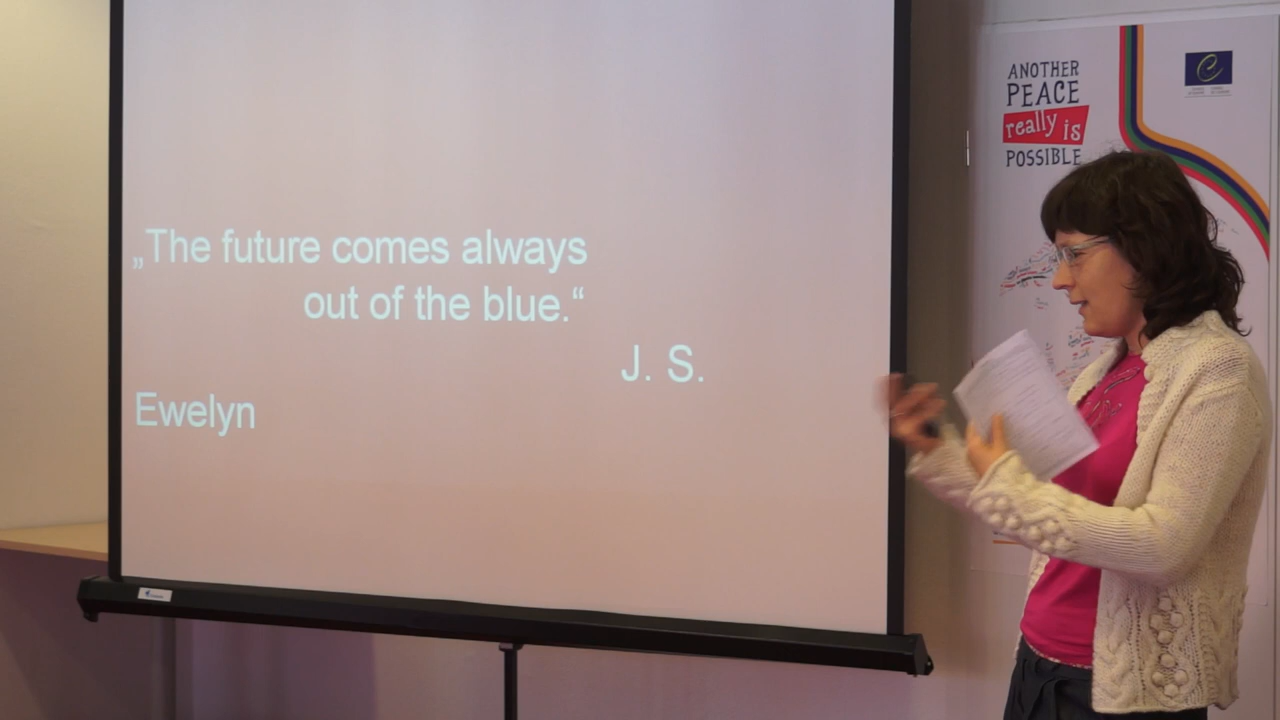 „The future comes always
out of the blue.“
J. S.
Ewelyn
ANOTHER
PEACE
really is
POSSIBLE